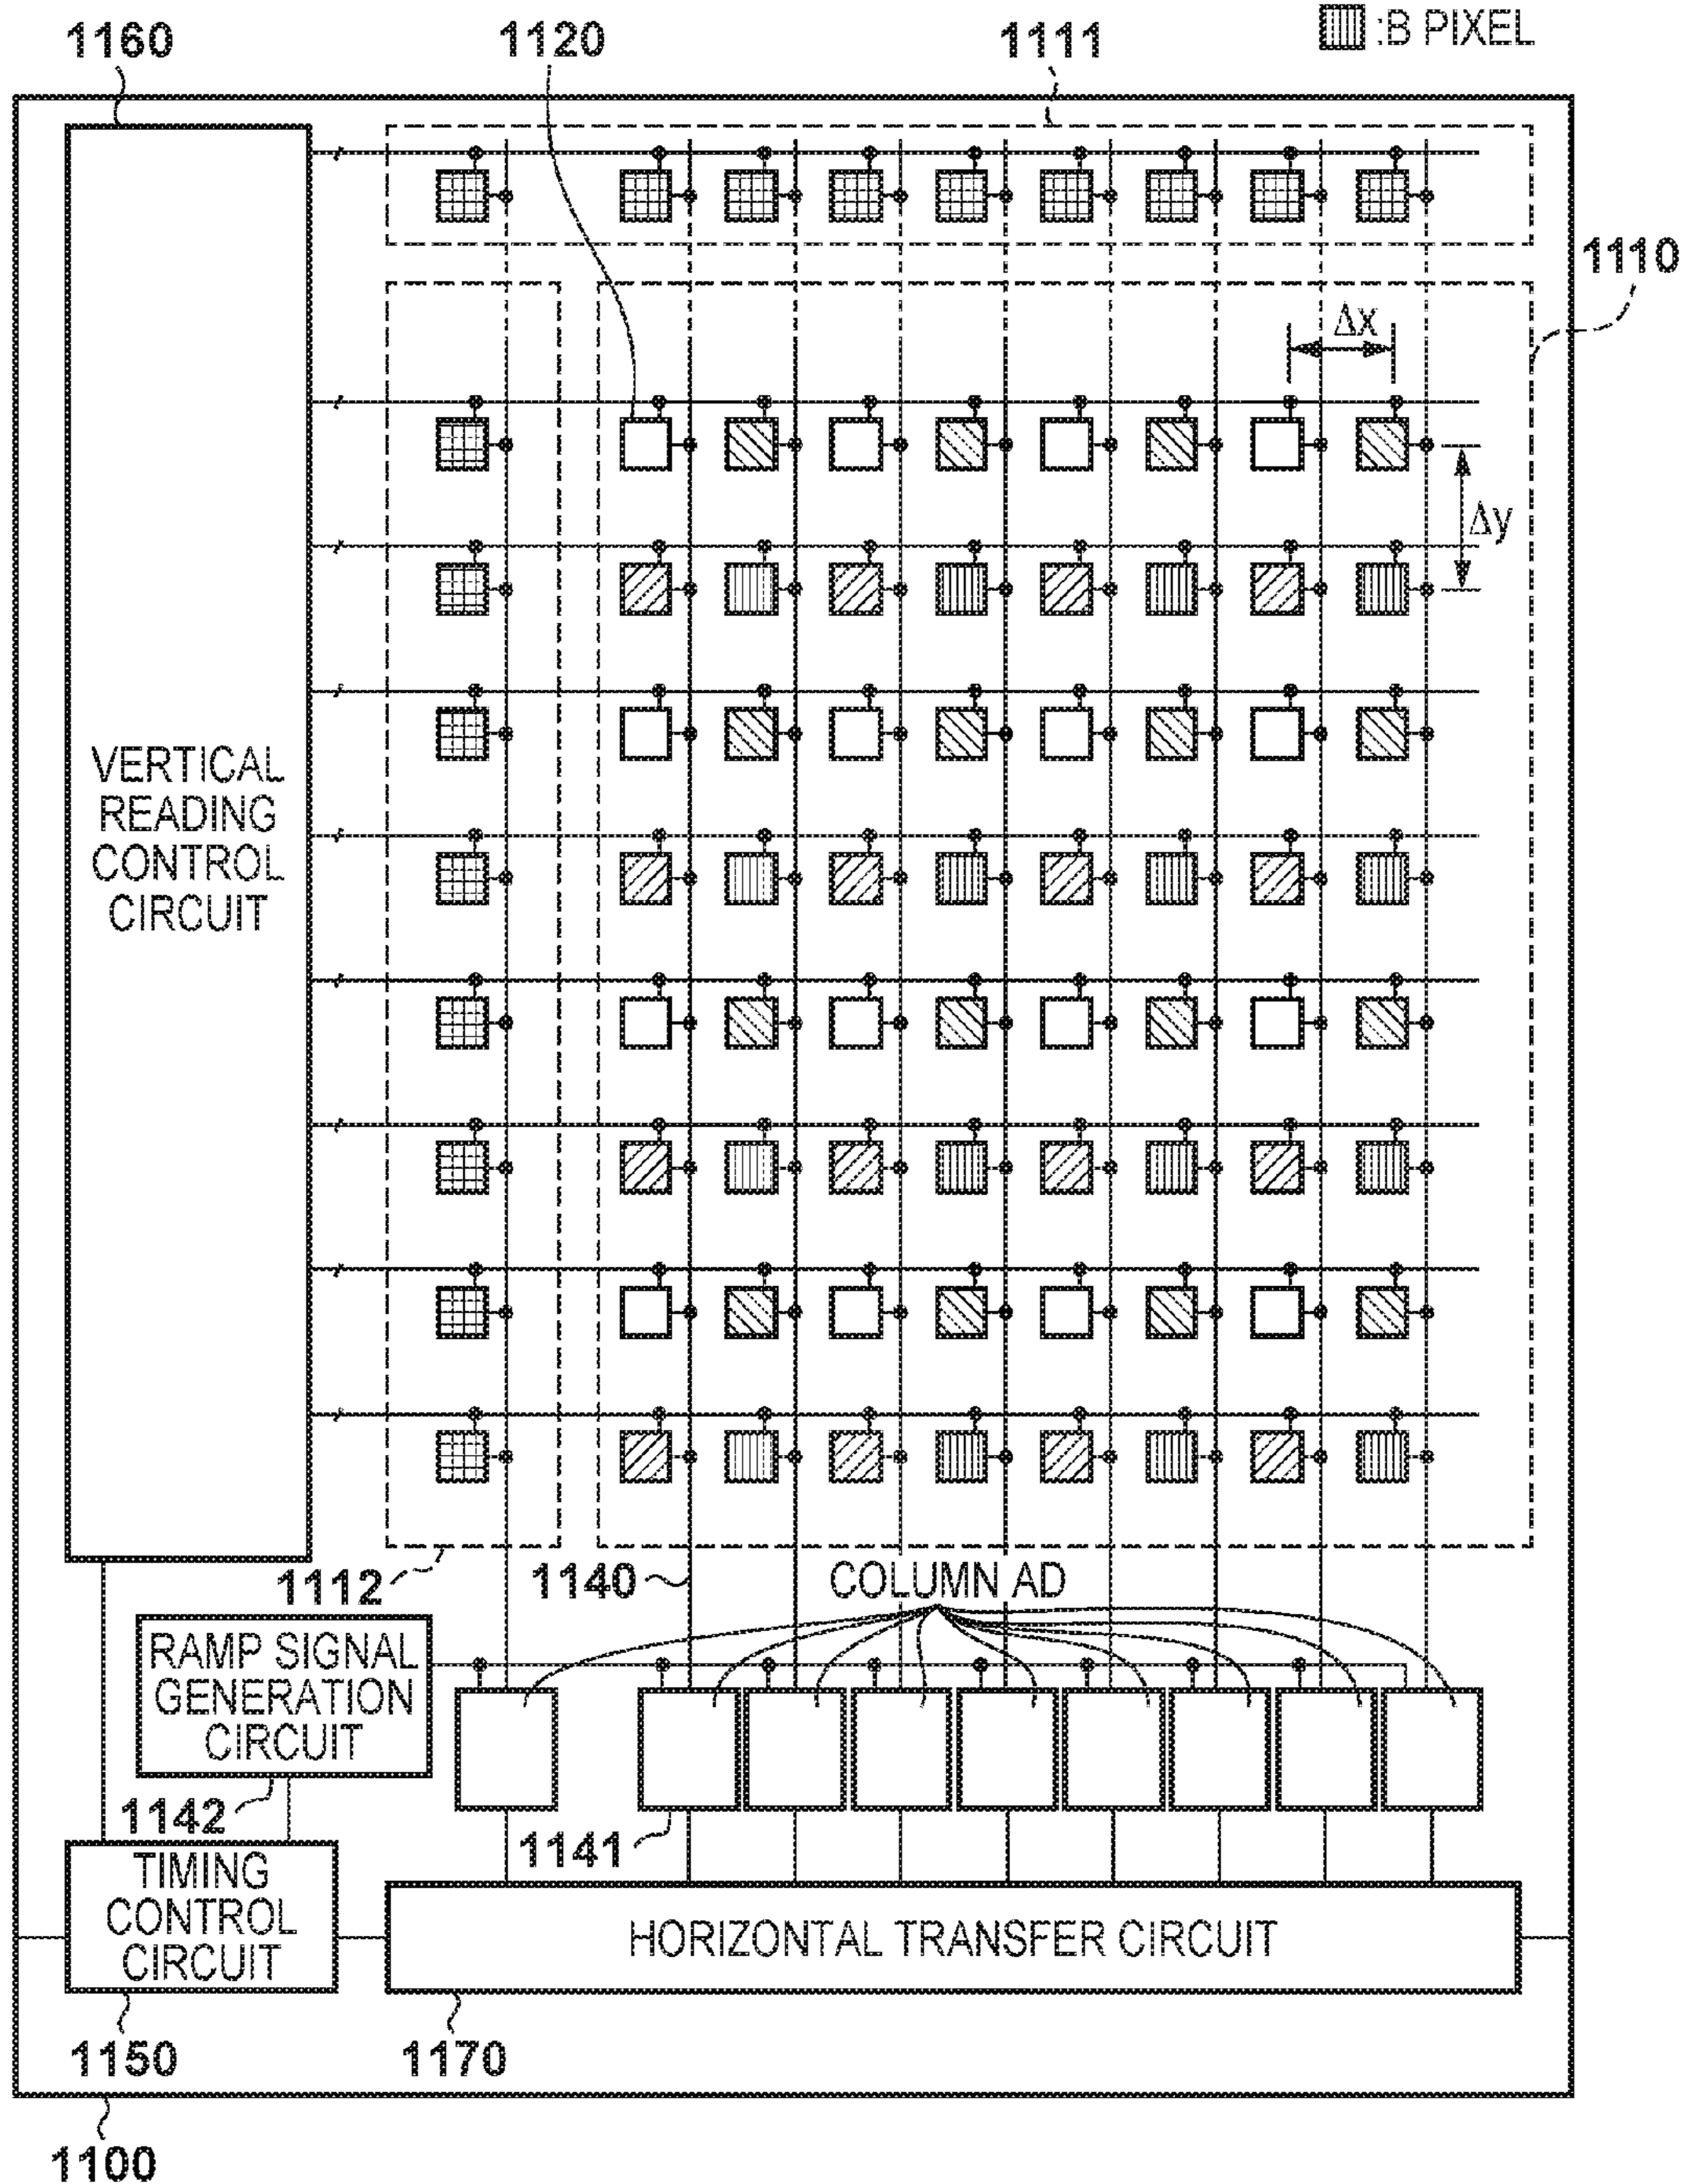 :B PIXEL
1160
1120
1111
1110
Δx
Δy
VERTICAL
READING
CONTROL
CIRCUIT
1112
1140
COLUMN AD
RAMP SIGNAL
GENERATION
CIRCUIT
1142
1141
TIMING
CONTROL
CIRCUIT
HORIZONTAL TRANSFER CIRCUIT
1150
1170
1100